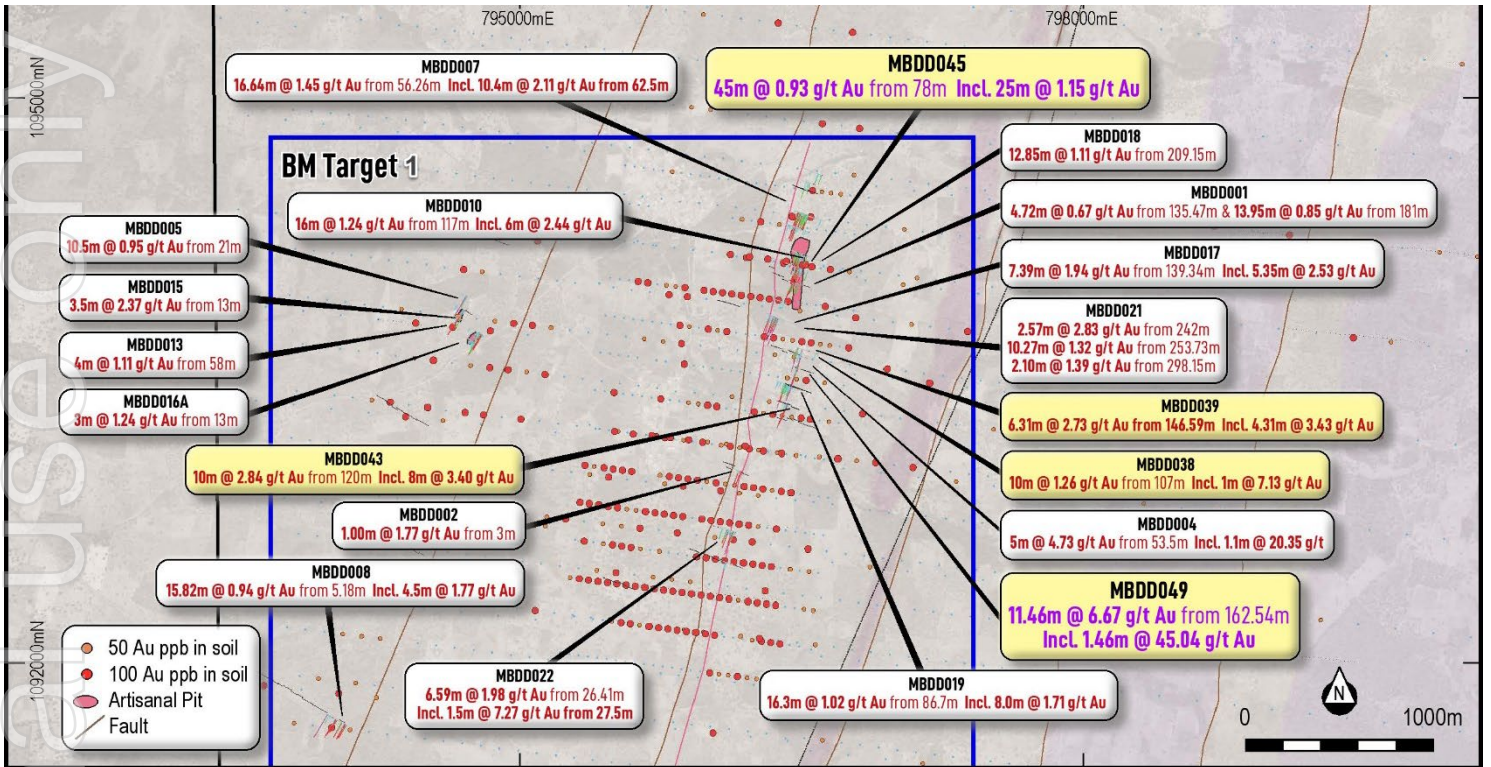 795000mE
798000mE
1095000mN
1092000mN
al use only
BM Target 1
MBDD007
16.64m @ 1.45 g/t Au from 56.26m Incl. 10.4m @ 2.11 g/t Au from 62.5m
MBDD045
45m @ 0.93 g/t Au from 78m Incl. 25m @ 1.15 g/t Au
MBDD018
12.85m @ 1.11 g/t Au from 209.15m
MBDD010
16m @ 1.24 g/t Au from 117m Incl. 6m @ 2.44 g/t Au
MBDD001
4.72m @ 0.67 g/t Au from 135.47m & 13.95m @ 0.85 g/t Au from 181m
MBDD005
10.5m @ 0.95 g/t Au from 21m
MBDD017
7.39m @ 1.94 g/t Au from 139.34m Incl. 5.35m @ 2.53 g/t Au
MBDD015
3.5m @ 2.37 g/t Au from 13m
MBDD021
2.57m @ 2.83 g/t Au from 242m
10.27m @ 1.32 g/t Au from 253.73m
2.10m @ 1.39 g/t Au from 298.15m
MBDD013
4m @ 1.11 g/t Au from 58m
MBDD016A
3m @ 1.24 g/t Au from 13m
MBDD039
6.31m @ 2.73 g/t Au from 146.59m Incl. 4.31m @ 3.43 g/t Au
MBDD043
10m @ 2.84 g/t Au from 120m Incl. 8m @ 3.40 g/t Au
MBDD038
10m @ 1.26 g/t Au from 107m Incl. 1m @ 7.13 g/t Au
MBDD002
1.00m @ 1.77 g/t Au from 3m
MBDD004
5m @ 4.73 g/t Au from 53.5m Incl. 1.1m @ 20.35 g/t
MBDD008
15.82m @ 0.94 g/t Au from 5.18m Incl. 4.5m @ 1.77 g/t Au
MBDD049
11.46m @ 6.67 g/t Au from 162.54m
Incl. 1.46m @ 45.04 g/t Au
MBDD022
6.59m @ 1.98 g/t Au from 26.41m
Incl. 1.5m @ 7.27 g/t Au from 27.5m
MBDD019
16.3m @ 1.02 g/t Au from 86.7m Incl. 8.0m @ 1.71 g/t Au
50 Au ppb in soil
100 Au ppb in soil
Artisanal Pit
Fault
N
0
1000m